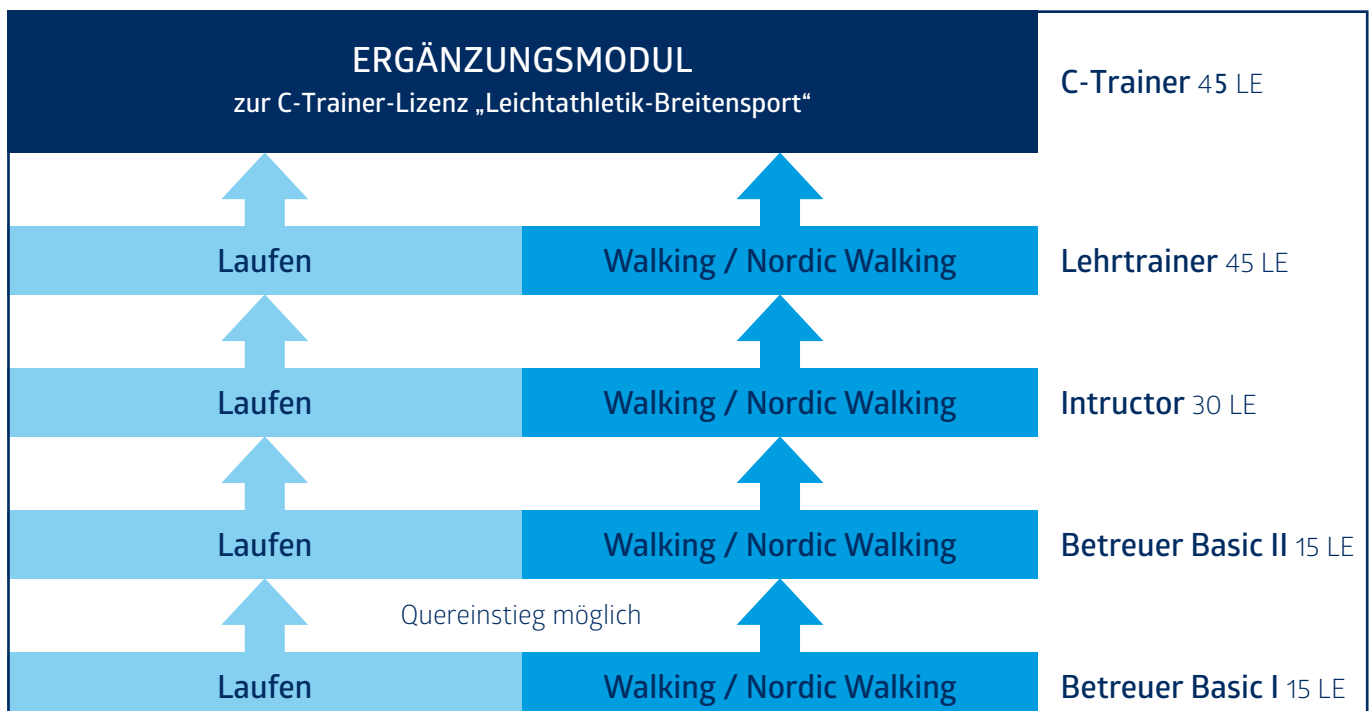 ERGÄNZUNGSMODUL
zur C-Trainer-Lizenz „Leichtathletik-Breitensport“
C-Trainer 45 LE
Laufen
Walking / Nordic Walking
Lehrtrainer 45 LE
Laufen
Walking / Nordic Walking
Intructor 30 LE
Laufen
Walking / Nordic Walking
Betreuer Basic II 15 LE
Quereinstieg möglich
Laufen
Walking / Nordic Walking
Betreuer Basic I 15 LE